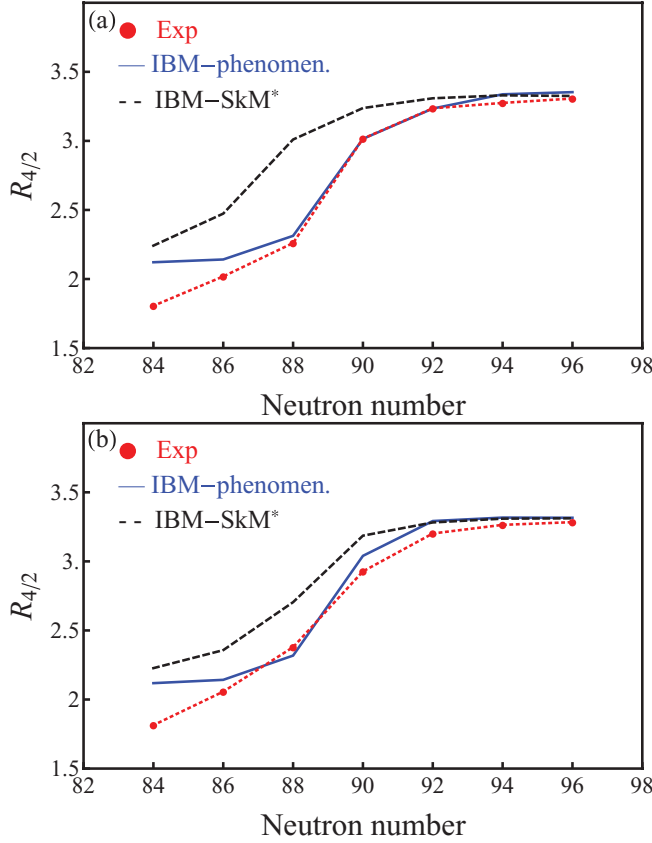 (a)
Exp
IBM−phenomen.
IBM−SkM*
3.5
3.
2.5
2
1.5
R4/2
82 84 86 88 90 92 94 96 98
Neutron number
(b)
Exp
IBM−phenomen.
IBM−SkM*
3.5
3.
2.5
2
1.5
R4/2
82 84 86 88 90 92 94 96 98
Neutron number